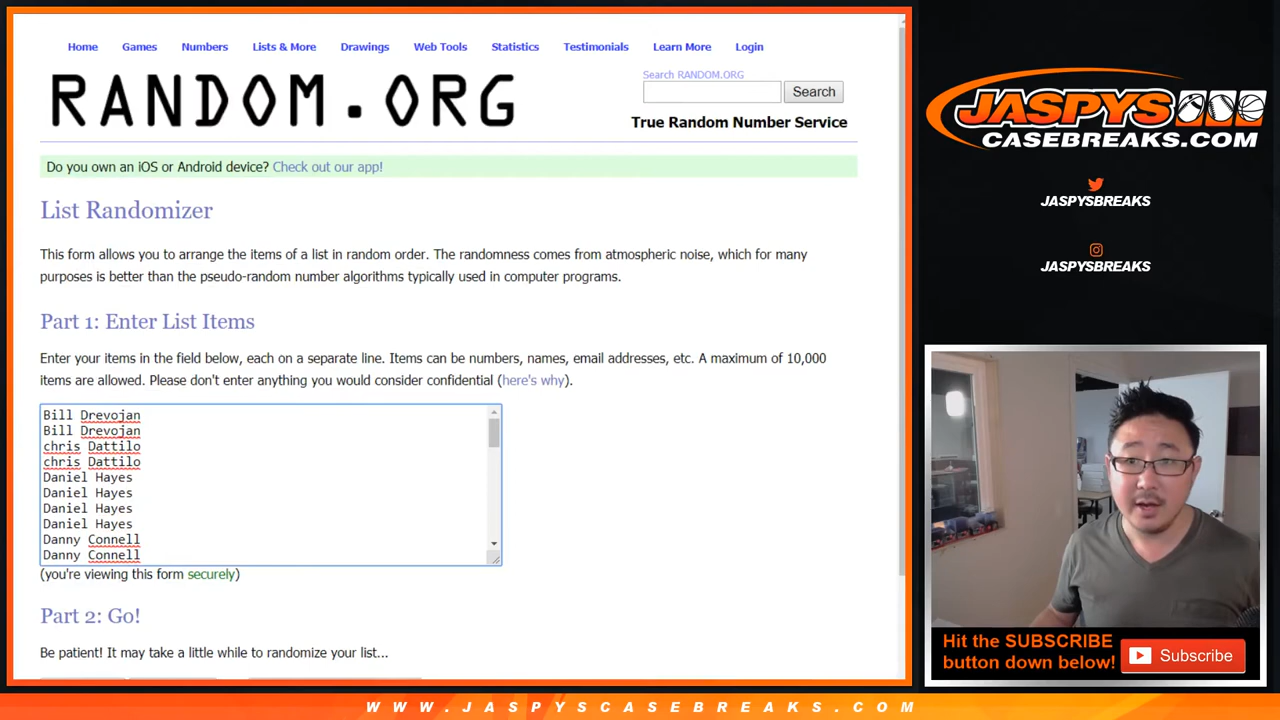 Home Games Numbers Lists & More Drawings Web Tools Statistics Testimonials Learn More Login
RANDOM.ORG
Search RANDOM.ORG
Search
True Random Number Service
Do you own an iOS or Android device? Check out our app!
List Randomizer
This form allows you to arrange the items of a list in random order. The randomness comes from atmospheric noise, which for many
purposes is better than the pseudo-random number algorithms typically used in computer programs.
Part 1: Enter List Items
Enter your items in the field below, each on a separate line. Items can be numbers, names, email addresses, etc. A maximum of 10,000
items are allowed. Please don't enter anything you would consider confidential (here's why).
Bill Drevojan
Bill Drevojan
chris Dattilo
chris Dattilo
Daniel Hayes
Daniel Hayes
Daniel Hayes
Daniel Hayes
Danny Connell
Danny Connell
(you're viewing this form securely)
Part 2: Go!
Be patient! It may take a little while to randomize your list...
JASPYS
CASEBREAKS.COM
JASPYSBREAKS
JASPYSBREAKS
Hit the SUBSCRIBE
button down below!
Subscribe
WWW.JASPYSCASEBREAKS.COM